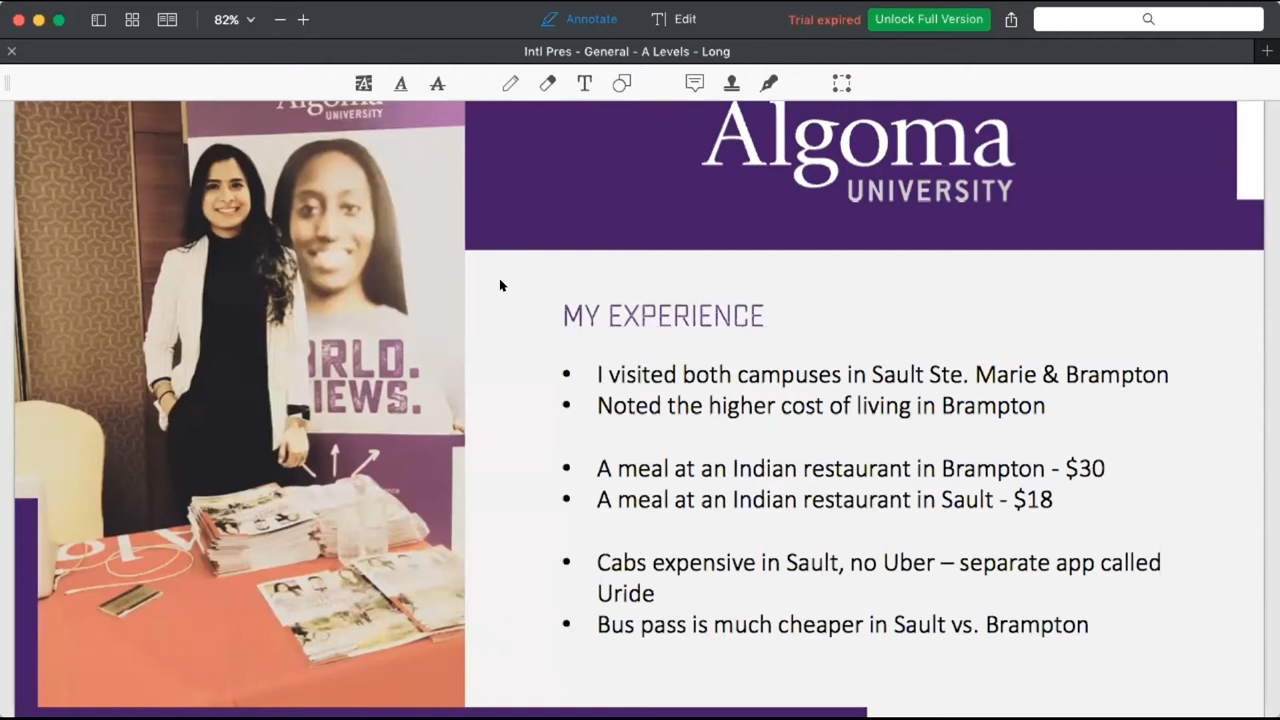 82%
Annotate
Edit
Trial expired
Unlock Full Version
Intl Pres - General - A Levels - Long
Algoma
UNIVERSITY
Algoma
UNIVERSITY
RLD.
IEWS.
MY EXPERIENCE
• I visited both campuses in Sault Ste. Marie & Brampton
• Noted the higher cost of living in Brampton
• A meal at an Indian restaurant in Brampton - $30
• A meal at an Indian restaurant in Sault - $18
• Cabs expensive in Sault, no Uber – separate app called
Uride
• Bus pass is much cheaper in Sault vs. Brampton